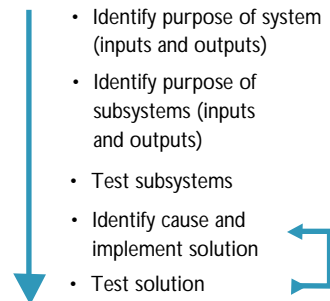 • Identify purpose of system
(inputs and outputs)
• Identify purpose of
subsystems (inputs
and outputs)
• Test subsystems
• Identify cause and
implement solution
• Test solution